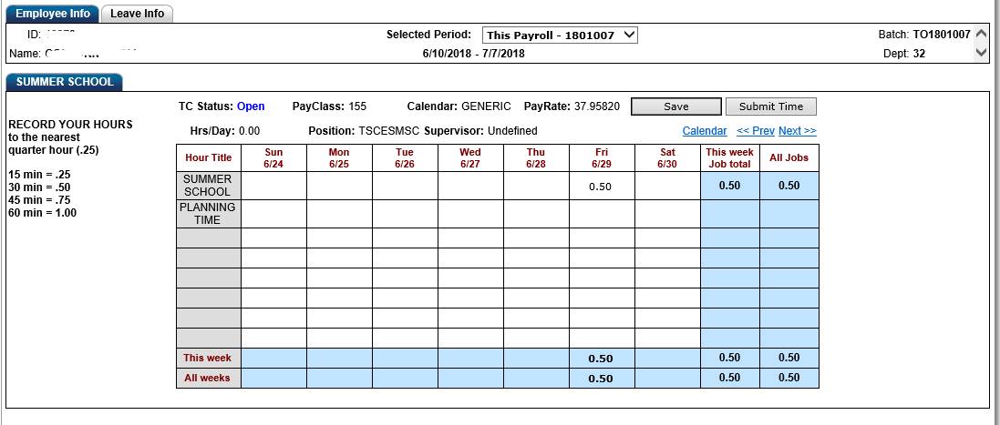 Employee Info Leave Info
ID:
Selected Period: This Payroll - 1801007
Batch: TO1801007
Name:
6/10/2018 - 7/7/2018
Dept: 32
SUMMER SCHOOL
TC Status: Open PayClass: 155 Calendar: GENERIC PayRate: 37.95820 Save Submit Time
RECORD YOUR HOURS
to the nearest
quarter hour (.25)
15 min = .25
30 min = .50
45 min = .75
60 min = 1.00
Hrs/Day: 0.00 Position: TSCESMSC Supervisor: Undefined Calendar << Prev Next >>
Hour Title Sun Mon Tue Wed Thu Fri Sat This week All Jobs
6/24 6/25 6/26 6/27 6/28 6/29 6/30 Job total
SUMMER
SCHOOL 0.50 0.50 0.50
PLANNING
TIME
This week 0.50 0.50 0.50
All weeks 0.50 0.50 0.50